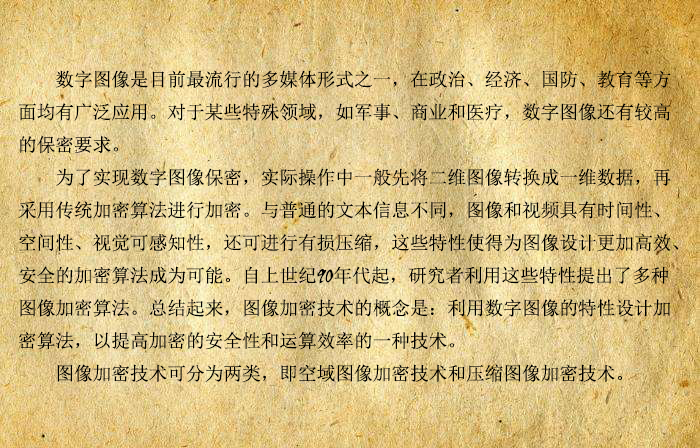 数字图像是目前最流行的多媒体形式之一，在政治、经济、国防、教育等方
面均有广泛应用。对于某些特殊领域，如军事、商业和医疗，数字图像还有较高
的保密要求。
为了实现数字图像保密，实际操作中一般先将二维图像转换成一维数据，再
采用传统加密算法进行加密。与普通的文本信息不同，图像和视频具有时间性、
空间性、视觉可感知性，还可进行有损压缩，这些特性使得为图像设计更加高效、
安全的加密算法成为可能。自上世纪90年代起，研究者利用这些特性提出了多种
图像加密算法。总结起来，图像加密技术的概念是：利用数字图像的特性设计加
密算法，以提高加密的安全性和运算效率的一种技术。
图像加密技术可分为两类，即空域图像加密技术和压缩图像加密技术。